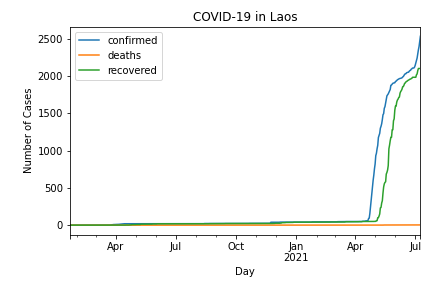 COVID-19 in Laos
confirmed
deaths
recovered
Number of Cases
2500
2000
1500
1000
500
0
Apr
Jul
Oct
Jan
2021
Apr
Jul
Day